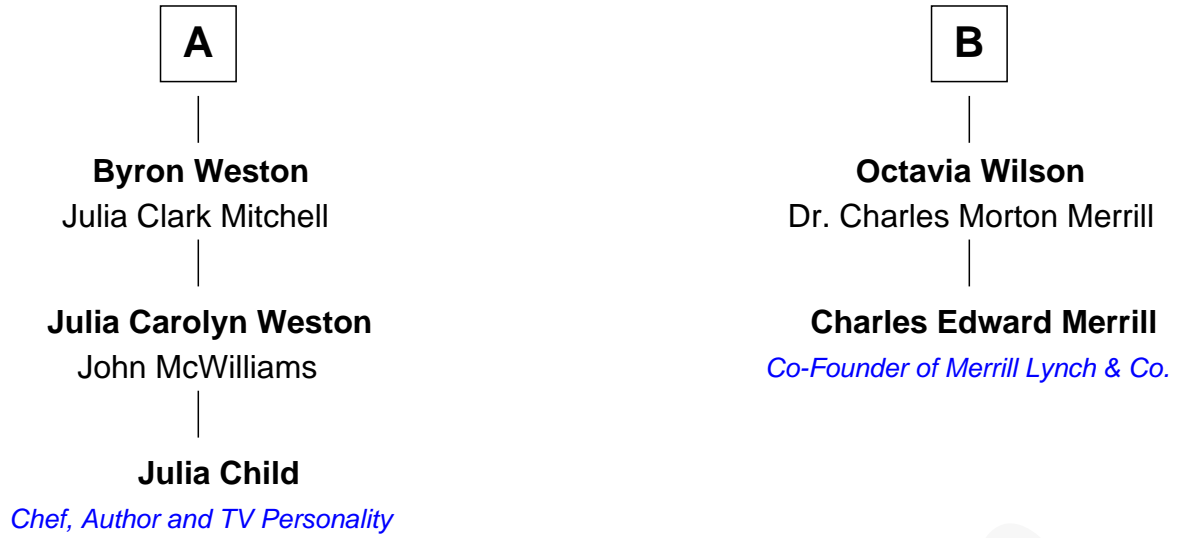 A
Byron Weston
Julia Clark Mitchell
Julia Carolyn Weston
John McWilliams
Julia Child
Chef, Author and TV Personality
B
Octavia Wilson
Dr. Charles Morton Merrill
Charles Edward Merrill
Co-Founder of Merrill Lynch & Co.